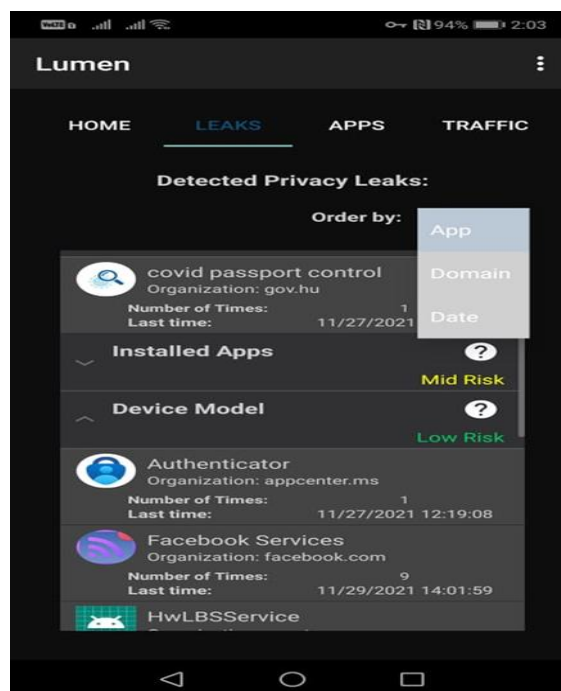 VoLTE 94% 2:03
Lumen
HOME LEAKS APPS TRAFFIC
Detected Privacy Leaks:
Order by:
App
Domain
Date
covid passport control
Organization: gov.hu
Number of Times: 1
Last time: 11/27/2021
Installed Apps
Mid Risk
Device Model
Low Risk
Authenticator
Organization: appcenter.ms
Number of Times: 1
Last time: 11/27/2021 12:19:08
Facebook Services
Organization: facebook.com
Number of Times: 9
Last time: 11/29/2021 14:01:59
HwLBSService